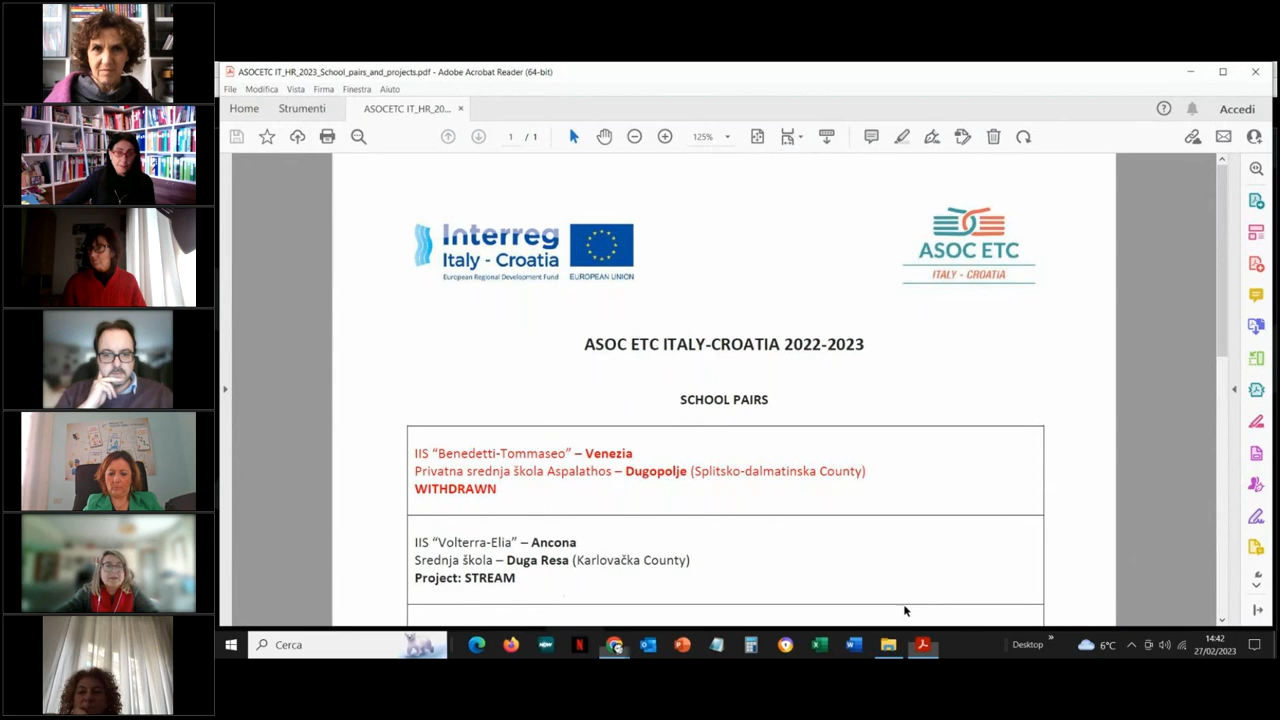 ASOCETC IT_HR_2023_School_pairs_and_projects.pdf - Adobe Acrobat Reader (64-bit)
File Modifica Vista Firma Finestra Aiuto
Home Strumenti ASOCETC IT_HR_20... × Accedi
1 / 1 125%
Interreg
Italy - Croatia
European Regional Development Fund EUROPEAN UNION
ASOC ETC
ITALY - CROATIA
ASOC ETC ITALY-CROATIA 2022-2023
SCHOOL PAIRS
IIS “Benedetti-Tommaseo” – Venezia
Privatna srednja škola Aspalathos – Dugopolje (Splitsko-dalmatinska County)
WITHDRAWN
IIS “Volterra-Elia” – Ancona
Srednja škola – Duga Resa (Karlovačka County)
Project: STREAM
Cerca
Desktop
6°C
14:42
27/02/2023